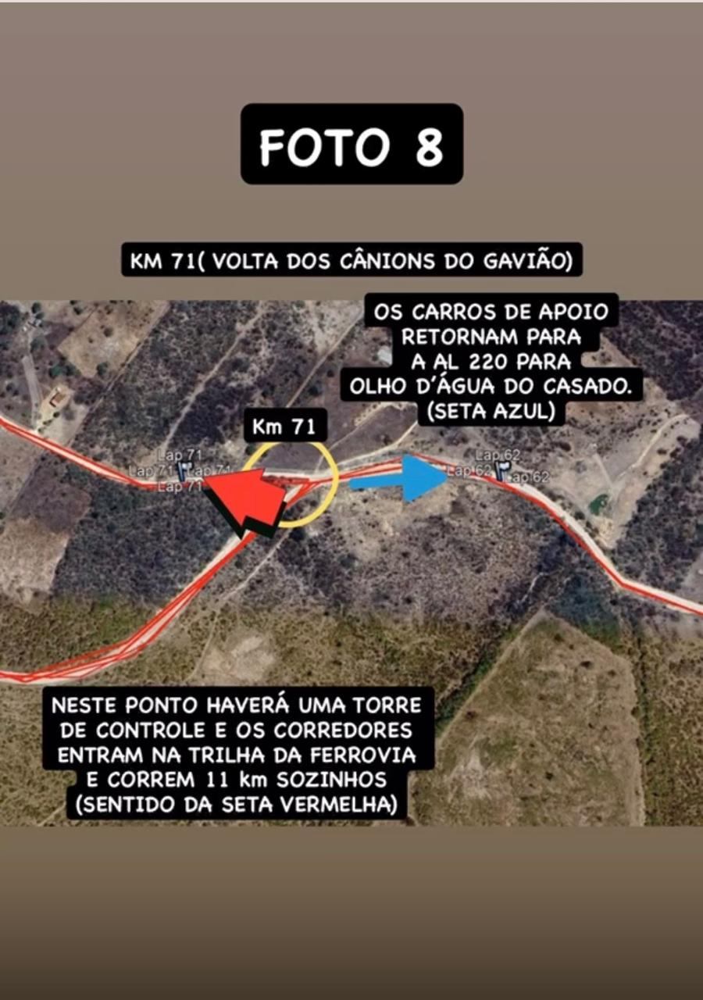 FOTO 8
KM 71( VOLTA DOS CÂNIONS DO GAVIÃO)
OS CARROS DE APOIO
RETORNAM PARA
A AL 220 PARA
OLHO D'ÁGUA DO CASADO.
(SETA AZUL)
Km 71
Lap 71
Lap 71
Lap 71
Lap 71
Lap 62
Lap 62
Lap 62
NESTE PONTO HAVERÁ UMA TORRE
DE CONTROLE E OS CORREDORES
ENTRAM NA TRILHA DA FERROVIA
E CORREM 11 km SOZINHOS
(SENTIDO DA SETA VERMELHA)